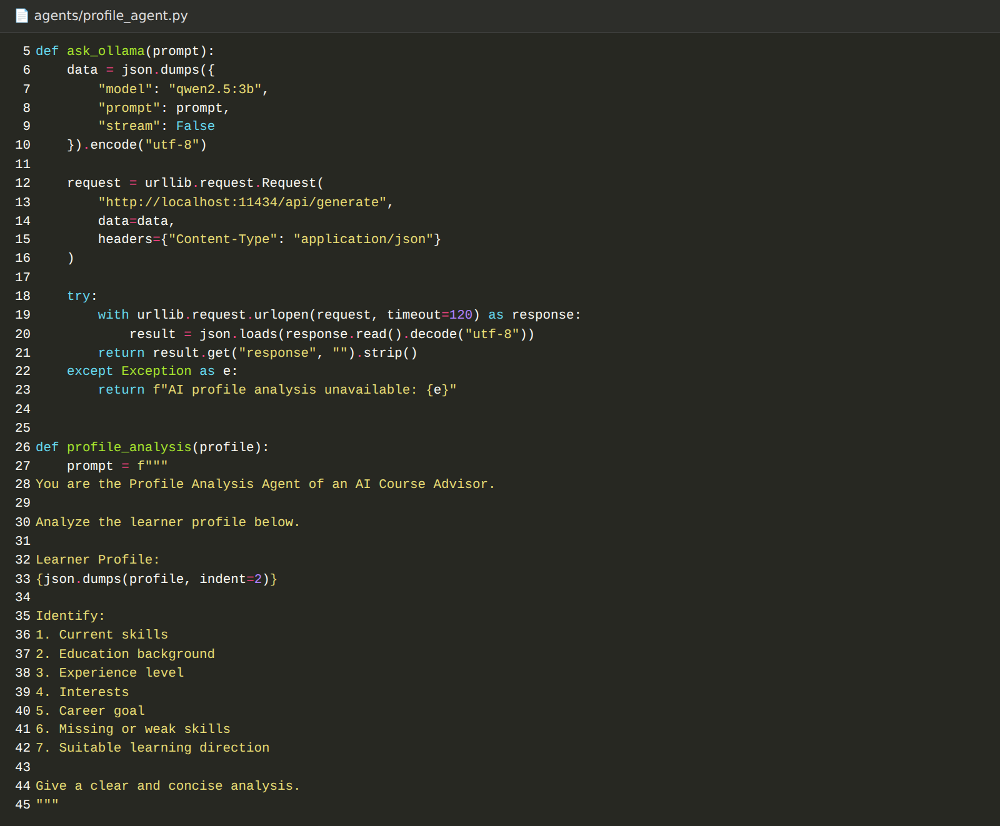 📄 agents/profile_agent.py
5 def ask_ollama(prompt):
6     data = json.dumps({
7         "model": "qwen2.5:3b",
8         "prompt": prompt,
9         "stream": False
10     }).encode("utf-8")
11
12     request = urllib.request.Request(
13         "http://localhost:11434/api/generate",
14         data=data,
15         headers={"Content-Type": "application/json"}
16     )
17
18     try:
19         with urllib.request.urlopen(request, timeout=120) as response:
20             result = json.loads(response.read().decode("utf-8"))
21         return result.get("response", "").strip()
22     except Exception as e:
23         return f"AI profile analysis unavailable: {e}"
24
25
26 def profile_analysis(profile):
27     prompt = f"""
28 You are the Profile Analysis Agent of an AI Course Advisor.
29
30 Analyze the learner profile below.
31
32 Learner Profile:
33 {json.dumps(profile, indent=2)}
34
35 Identify:
36 1. Current skills
37 2. Education background
38 3. Experience level
39 4. Interests
40 5. Career goal
41 6. Missing or weak skills
42 7. Suitable learning direction
43
44 Give a clear and concise analysis.
45 """